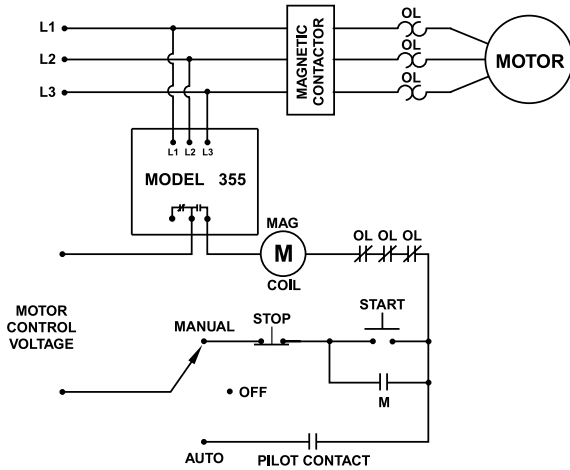 L1
L2
L3
MAGNETIC
CONTACTOR
OL
OL
OL
MOTOR
L1 L2 L3
MODEL 355
MAG
M
COIL
OL OL OL
MOTOR
CONTROL
VOLTAGE
MANUAL
STOP
START
M
OFF
AUTO
PILOT CONTACT